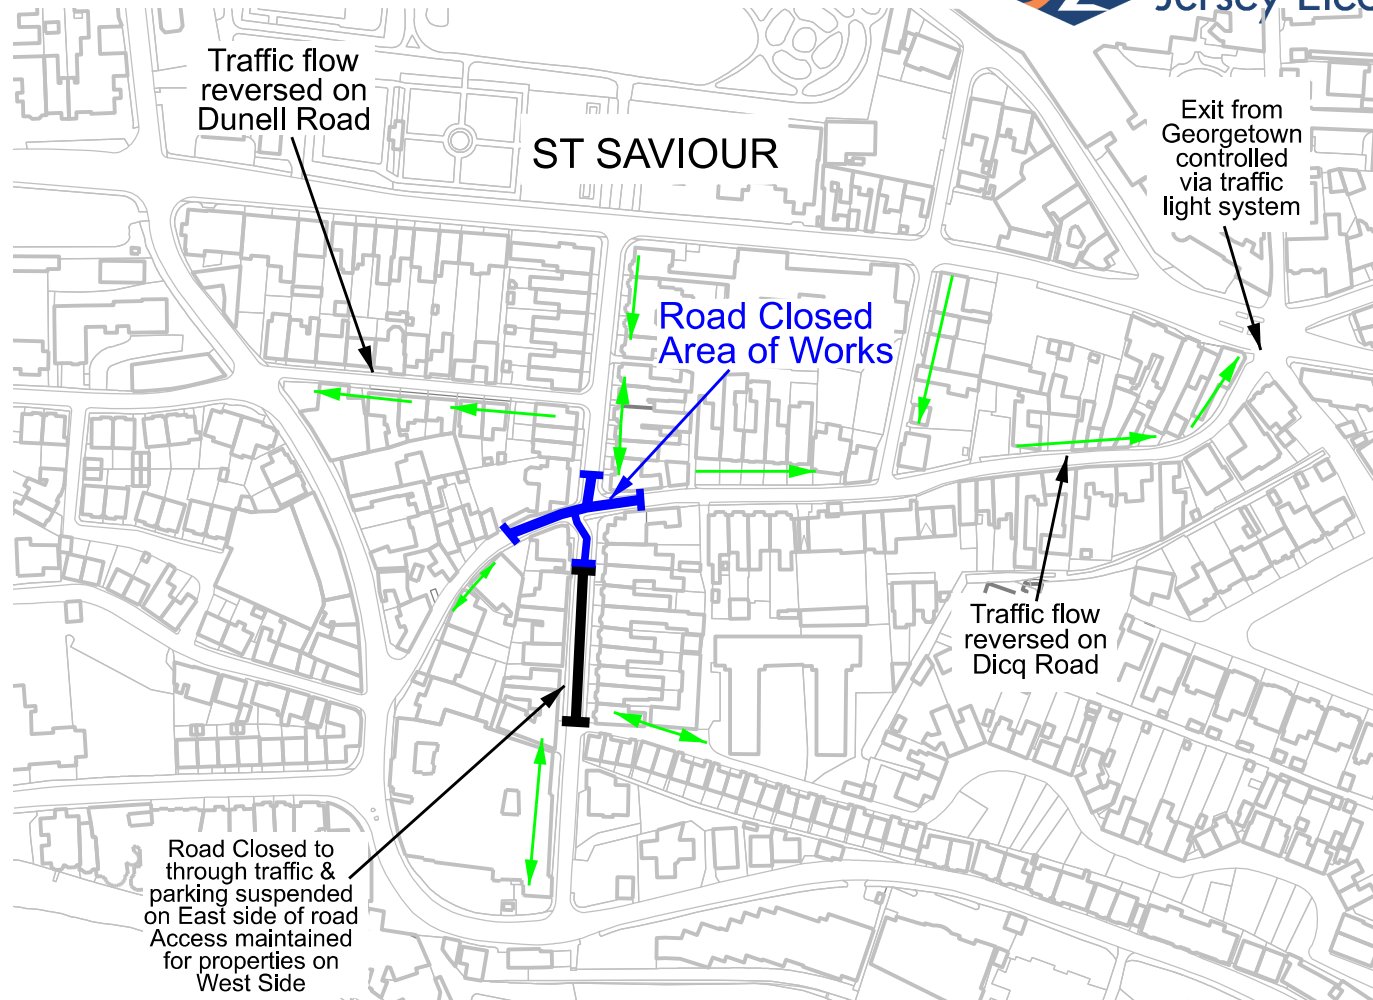 Jersey Elec
Traffic flow
reversed on
Dunell Road
ST SAVIOUR
Exit from
Georgetown
controlled
via traffic
light system
Road Closed
Area of Works
Traffic flow
reversed on
Dicq Road
Road Closed to
through traffic &
parking suspended
on East side of road
Access maintained
for properties on
West Side